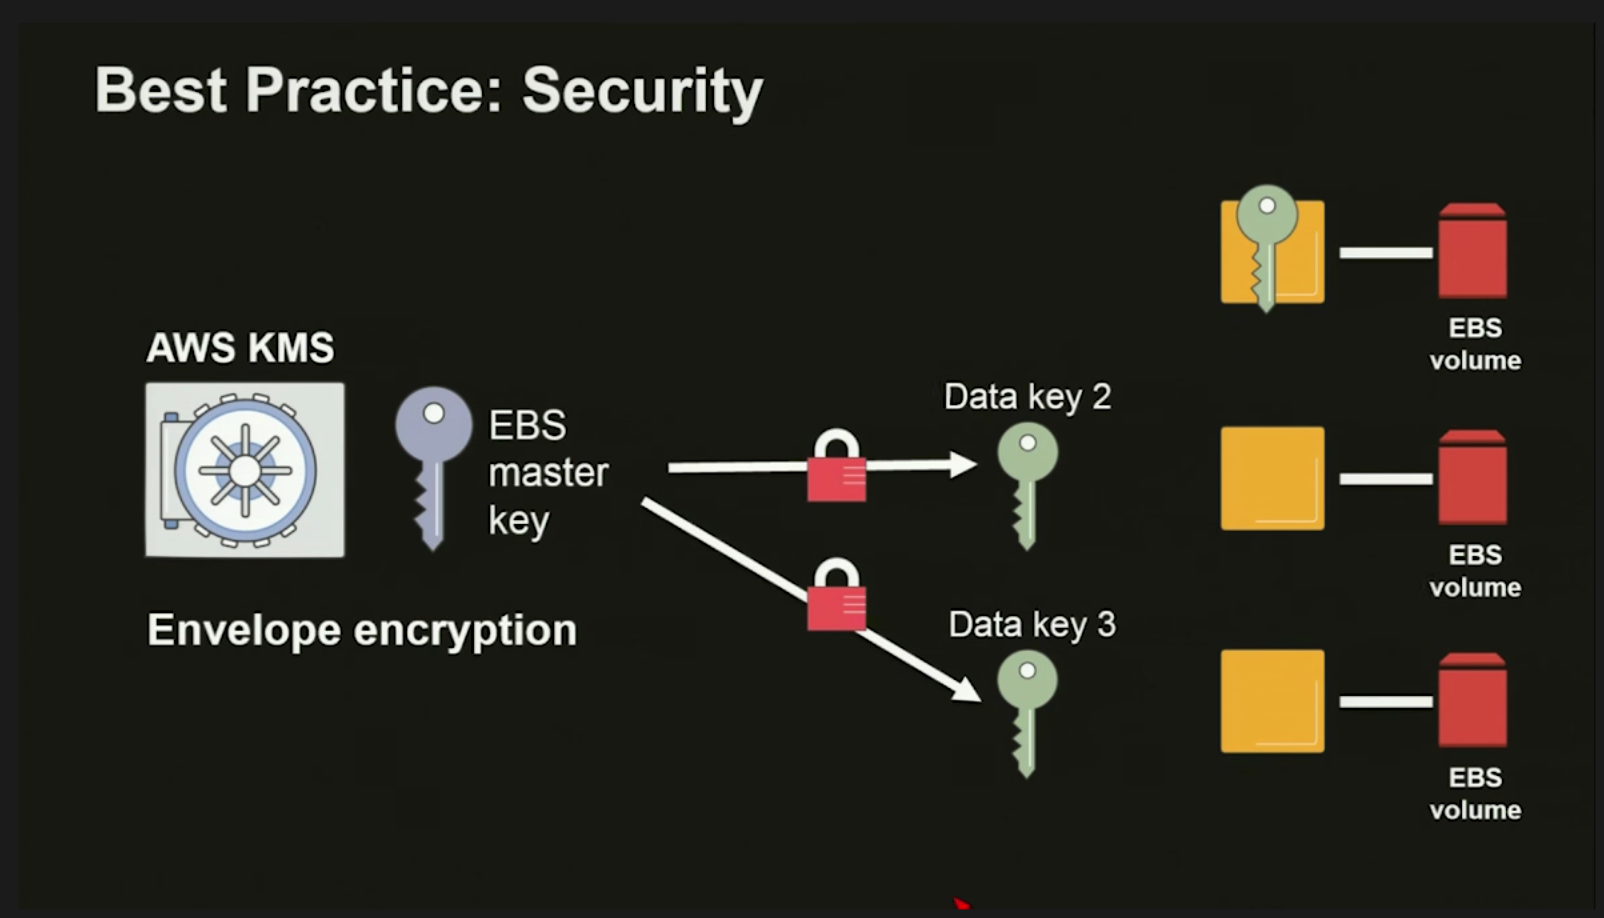 Best Practice: Security
AWS KMS
EBS
master
key
Envelope encryption
Data key 2
Data key 3
EBS
volume
EBS
volume
EBS
volume